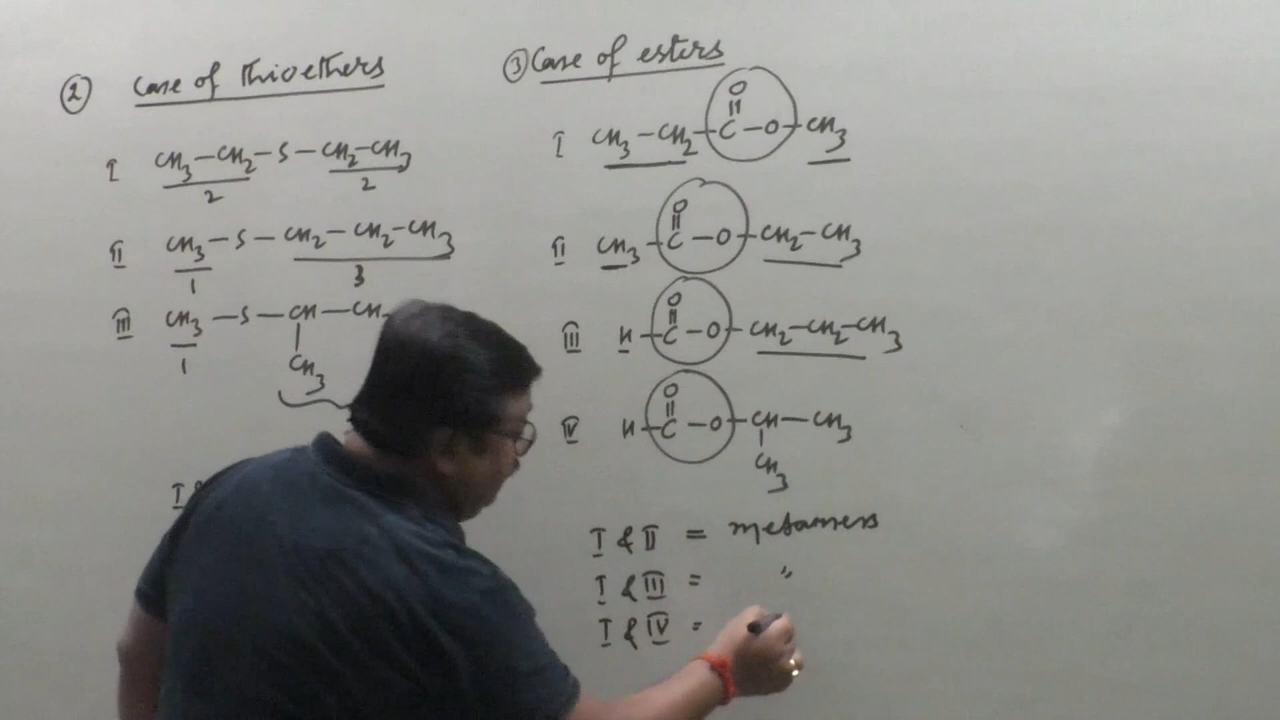 ② Case of thioethers
I CH₃—CH₂—S—CH₂—CH₃
2 2
II CH₃—S—CH₂—CH₂—CH₃
1 3
III CH₃—S—CH—CH
CH₃
1
I &
③ Case of esters
O
I CH₃—CH₂—C—O—CH₃
O
II CH₃—C—O—CH₂—CH₃
O
III H—C—O—CH₂—CH₂—CH₃
O
IV H—C—O—CH—CH₃
CH₃
I & II = metamers
I & III = "
I & IV =